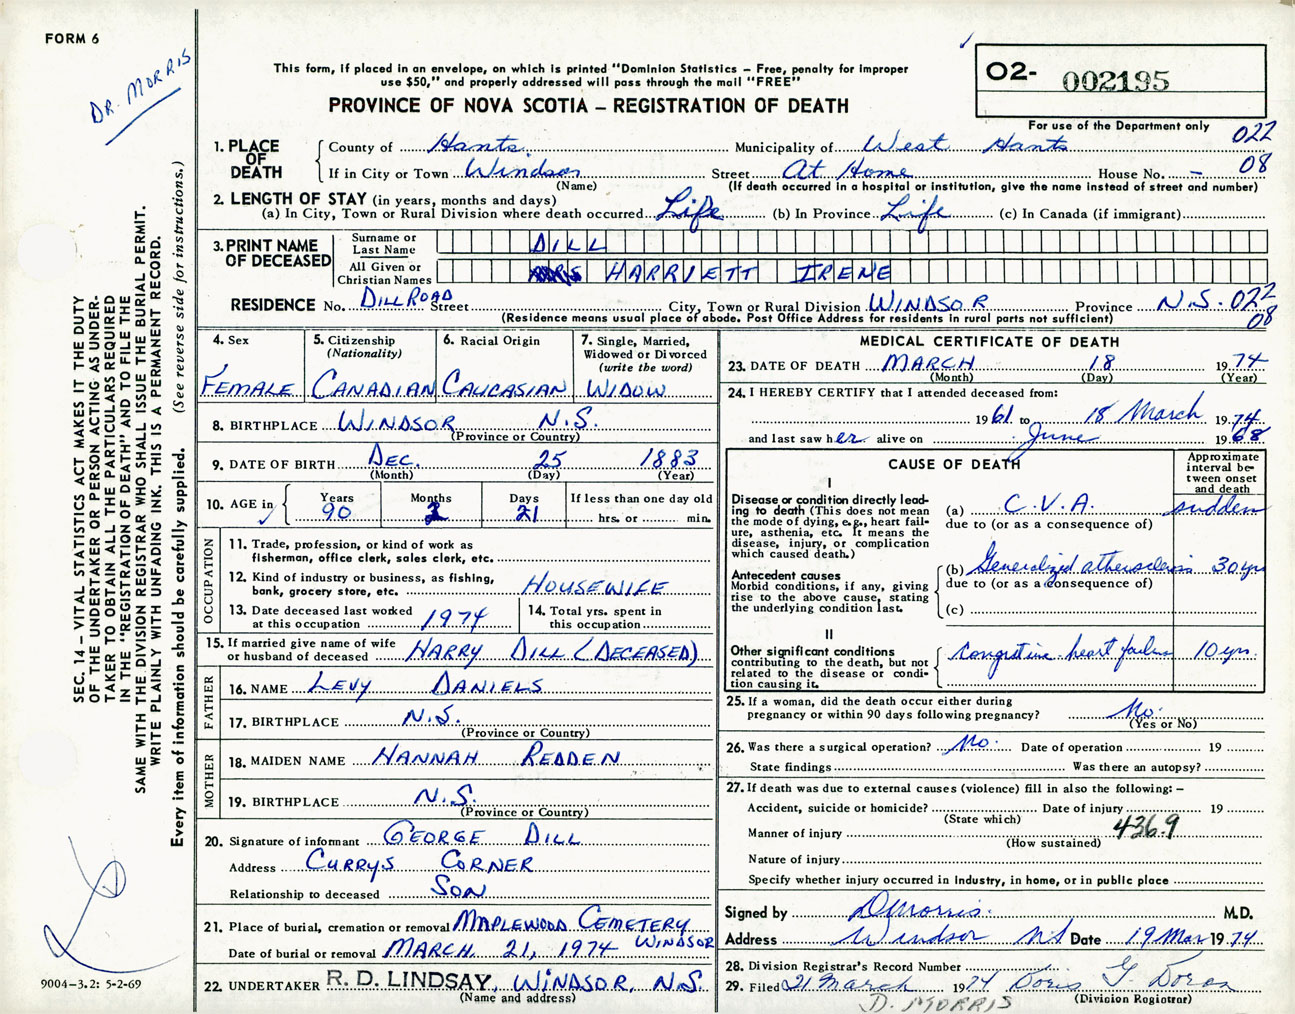 FORM 6
DR. MORRIS
This form, if placed in an envelope, on which is printed "Dominion Statistics – Free, penalty for improper
use $50," and properly addressed will pass through the mail "FREE"
PROVINCE OF NOVA SCOTIA – REGISTRATION OF DEATH
O2- 002195
For use of the Department only
022
08
1. PLACE OF DEATH
County of Hants. Municipality of West Hants
If in City or Town Windsor Street At Home House No. –
(Name) (If death occurred in a hospital or institution, give the name instead of street and number)
2. LENGTH OF STAY (in years, months and days)
(a) In City, Town or Rural Division where death occurred Life (b) In Province Life (c) In Canada (if immigrant)
3. PRINT NAME OF DECEASED
Surname or Last Name DILL
All Given or Christian Names HARRIETT IRENE
RESIDENCE No. DILL ROAD Street City, Town or Rural Division WINDSOR Province N.S. 022
08
(Residence means usual place of abode. Post Office Address for residents in rural parts not sufficient)
4. Sex
FEMALE
5. Citizenship
(Nationality)
CANADIAN
6. Racial Origin
CAUCASIAN
7. Single, Married,
Widowed or Divorced
(write the word)
WIDOW
8. BIRTHPLACE WINDSOR N.S.
(Province or Country)
9. DATE OF BIRTH DEC. 25 1883
(Month) (Day) (Year)
10. AGE in Years 90 Months 2 Days 21 If less than one day old
hrs. or min.
OCCUPATION
11. Trade, profession, or kind of work as
fisherman, office clerk, sales clerk, etc.
12. Kind of industry or business, as fishing,
bank, grocery store, etc. HOUSEWIFE
13. Date deceased last worked
at this occupation 1974
14. Total yrs. spent in
this occupation
15. If married give name of wife
or husband of deceased HARRY DILL (DECEASED)
FATHER
16. NAME LEVY DANIELS
17. BIRTHPLACE N.S.
(Province or Country)
MOTHER
18. MAIDEN NAME HANNAH REDDEN
19. BIRTHPLACE N.S.
(Province or Country)
20. Signature of informant GEORGE DILL
Address CURRYS CORNER
Relationship to deceased SON
21. Place of burial, cremation or removal MAPLEWOOD CEMETERY
WINDSOR
Date of burial or removal MARCH 21, 1974
22. UNDERTAKER R. D. LINDSAY, WINDSOR, N.S.
(Name and address)
MEDICAL CERTIFICATE OF DEATH
23. DATE OF DEATH MARCH 18 1974
(Month) (Day) (Year)
24. I HEREBY CERTIFY that I attended deceased from:
1961 to 18 March 1974
and last saw her alive on June 1968
CAUSE OF DEATH
Approximate
interval be-
tween onset
and death
I
Disease or condition directly lead-
ing to death (This does not mean
the mode of dying, e.g., heart fail-
ure, asthenia, etc. It means the
disease, injury, or complication
which caused death.)
(a) C.V.A. sudden
due to (or as a consequence of)
Antecedent causes
Morbid conditions, if any, giving
rise to the above cause, stating
the underlying condition last.
(b) Generalized 30 yrs
due to (or as a consequence of)
(c)
II
Other significant conditions
contributing to the death, but not
related to the disease or condi-
tion causing it.
Congestive heart failure 10 yrs.
25. If a woman, did the death occur either during
pregnancy or within 90 days following pregnancy? No.
(Yes or No)
26. Was there a surgical operation? No. Date of operation 19
State findings Was there an autopsy?
27. If death was due to external causes (violence) fill in also the following: –
Accident, suicide or homicide? Date of injury 19
(State which)
436.9
Manner of injury
(How sustained)
Nature of injury
Specify whether injury occurred in industry, in home, or in public place
Signed by D Morris. M.D.
Address Windsor NS Date 19 Mar 1974
28. Division Registrar's Record Number
29. Filed 21 March 1974 Doris G. Doran
(Division Registrar)
D. MORRIS
SEC. 14 – VITAL STATISTICS ACT MAKES IT THE DUTY
OF THE UNDERTAKER OR PERSON ACTING AS UNDER-
TAKER TO OBTAIN ALL THE PARTICULARS REQUIRED
IN THE "REGISTRATION OF DEATH" AND TO FILE THE
SAME WITH THE DIVISION REGISTRAR WHO SHALL ISSUE THE BURIAL PERMIT.
WRITE PLAINLY WITH UNFADING INK. THIS IS A PERMANENT RECORD.
Every item of information should be carefully supplied. (See reverse side for instructions.)
9004-3.2: 5-2-69